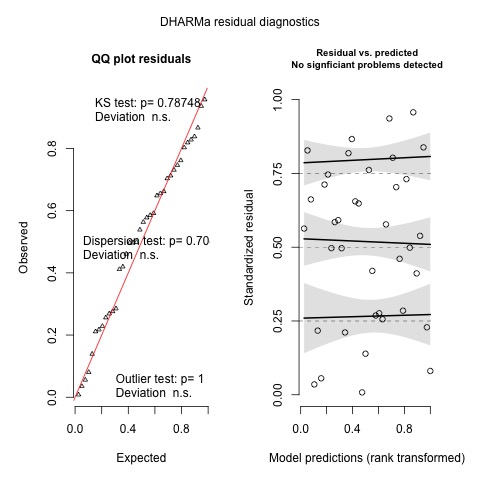 DHARMa residual diagnostics
QQ plot residuals
KS test: p= 0.78748
Deviation n.s.
Dispersion test: p= 0.70
Deviation n.s.
Outlier test: p= 1
Deviation n.s.
Observed
0.0
0.2
0.4
0.6
0.8
0.0
0.4
0.8
Expected
Residual vs. predicted
No signficiant problems detected
Standardized residual
0.00
0.25
0.50
0.75
1.00
0.0
0.4
0.8
Model predictions (rank transformed)